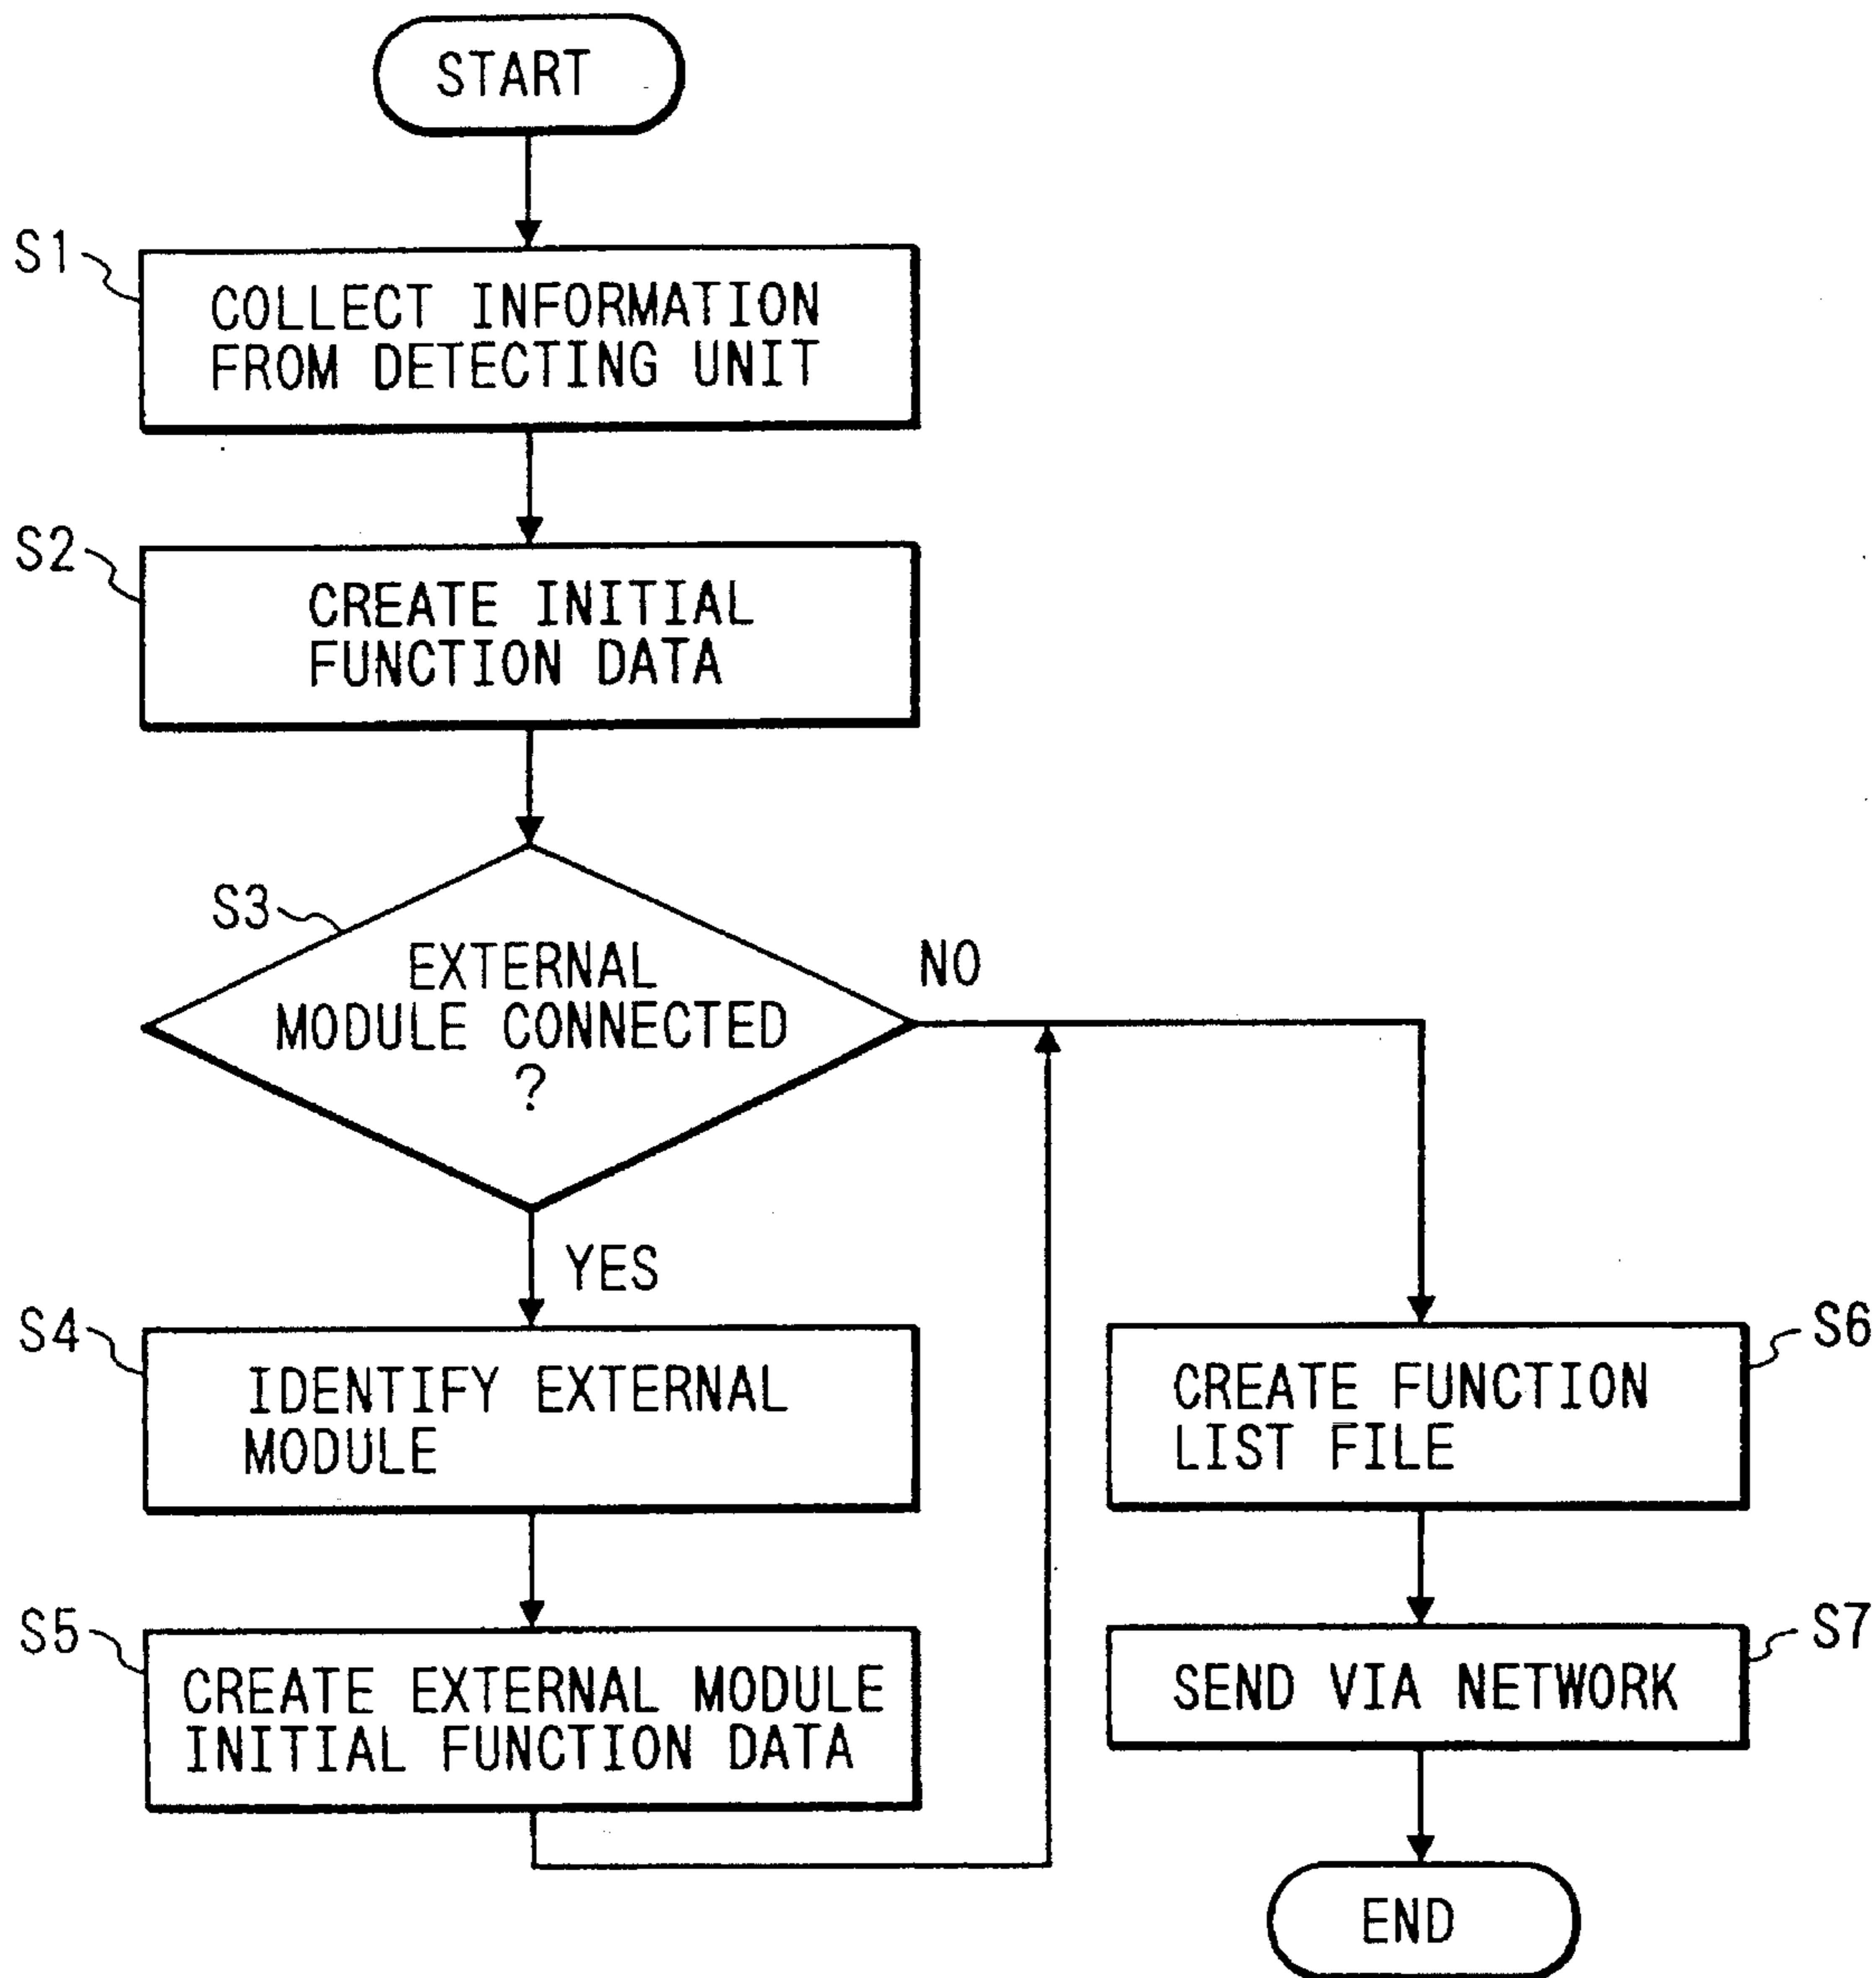 START
S1
COLLECT INFORMATION
FROM DETECTING UNIT
S2
CREATE INITIAL
FUNCTION DATA
S3
EXTERNAL
MODULE CONNECTED
?
NO
YES
S4
IDENTIFY EXTERNAL
MODULE
S5
CREATE EXTERNAL MODULE
INITIAL FUNCTION DATA
S6
CREATE FUNCTION
LIST FILE
S7
SEND VIA NETWORK
END